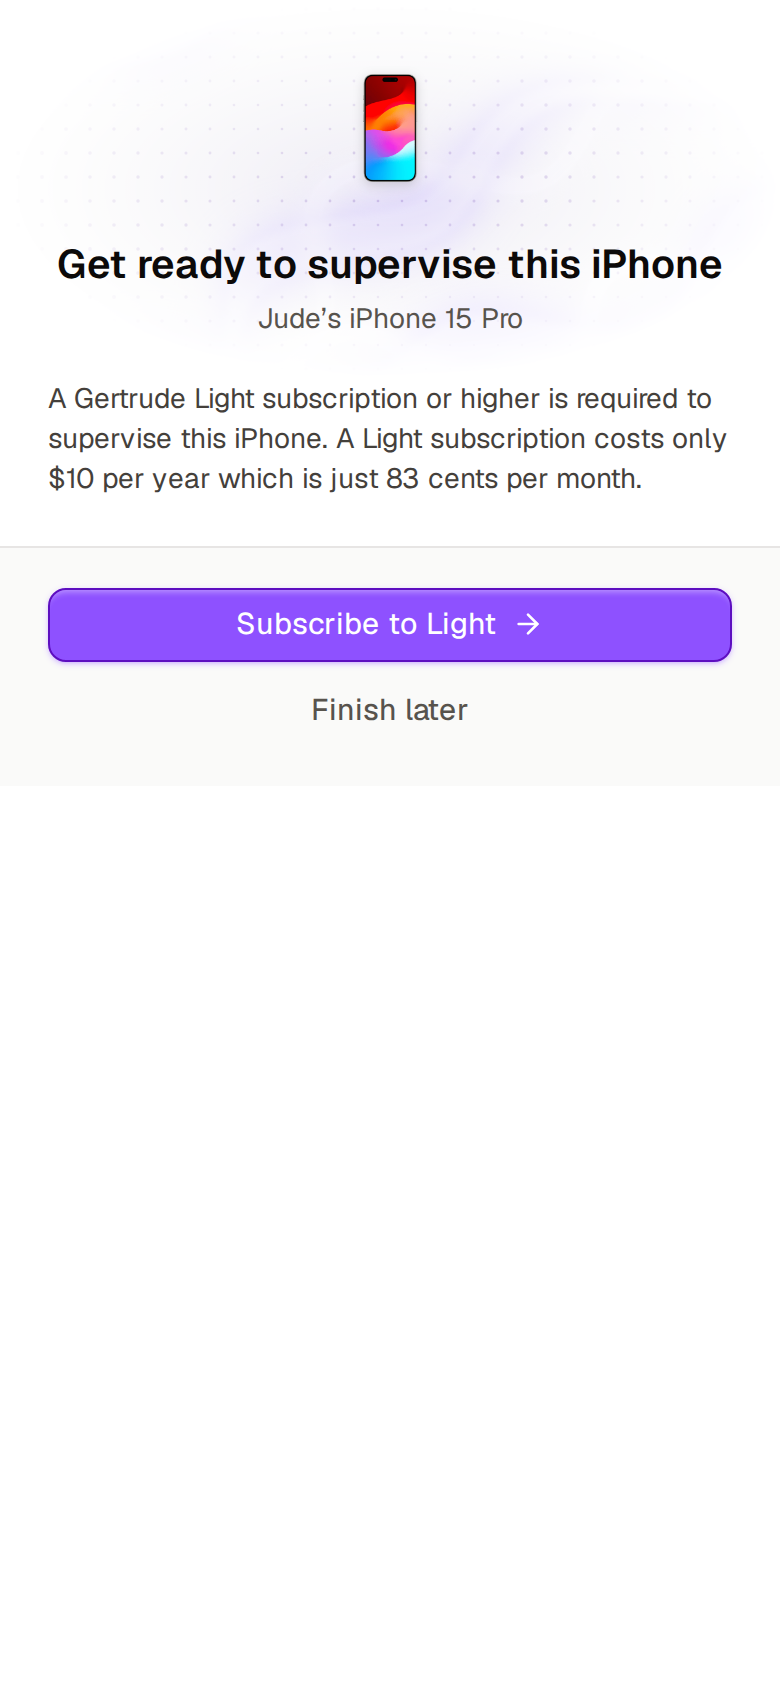 Get ready to supervise this iPhone
Jude’s iPhone 15 Pro
A Gertrude Light subscription or higher is required to
supervise this iPhone. A Light subscription costs only
$10 per year which is just 83 cents per month.
Subscribe to Light →
Finish later